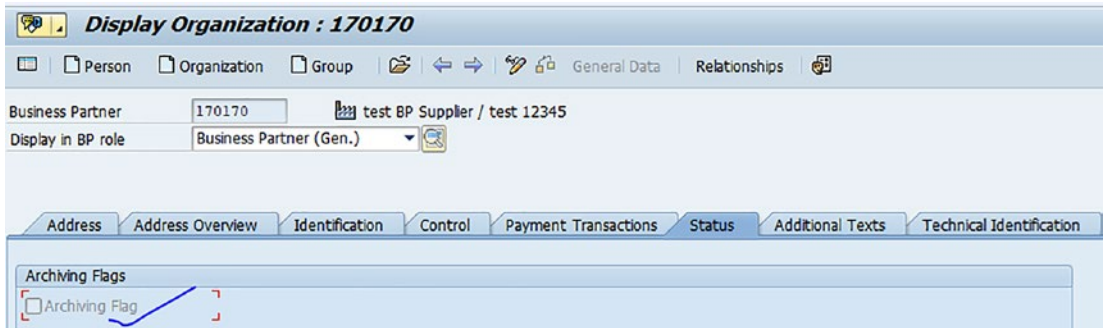 Display Organization : 170170
Person Organization Group General Data Relationships
Business Partner 170170 test BP Supplier / test 12345
Display in BP role Business Partner (Gen.)
Address Address Overview Identification Control Payment Transactions Status Additional Texts Technical Identification
Archiving Flags
Archiving Flag